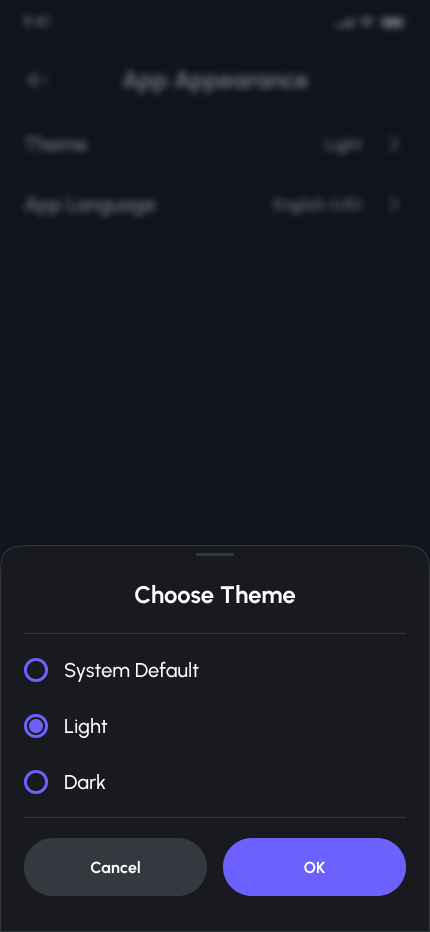 9:41
App Appearance
Theme Light
App Language English (US)
Choose Theme
System Default
Light
Dark
Cancel OK